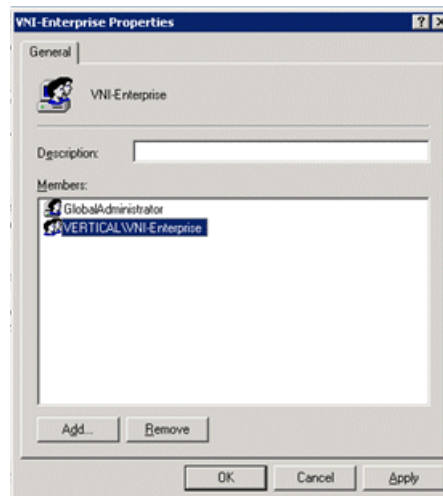 VNI-Enterprise Properties
General
VNI-Enterprise
Description:
Members:
GlobalAdministrator
VERTICAL\VNI-Enterprise
Add...
Remove
OK
Cancel
Apply